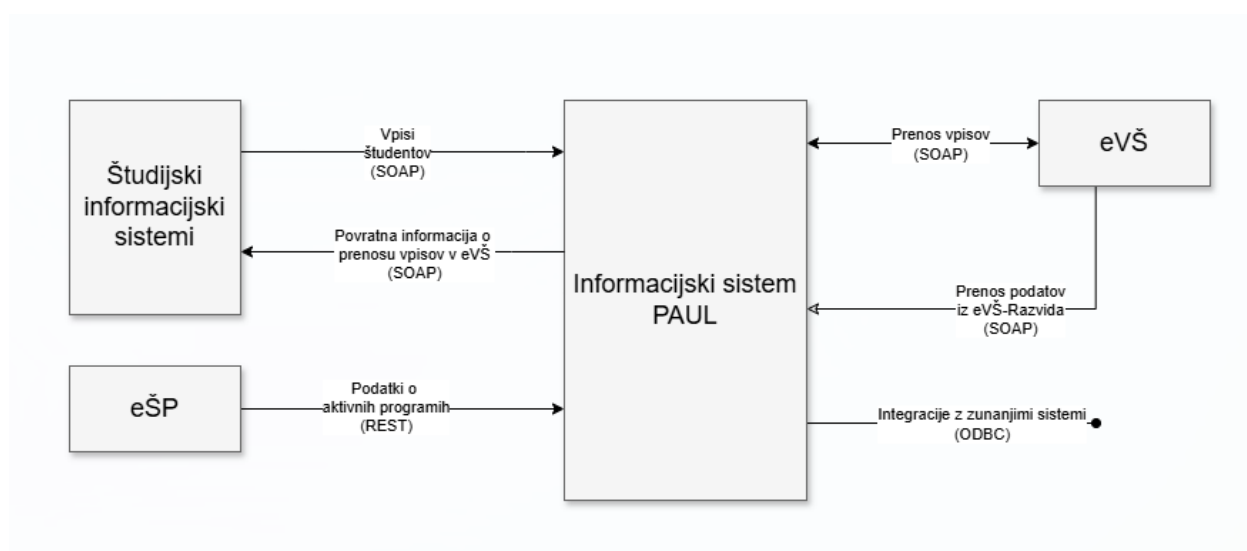 Študijski
informacijski
sistemi
Vpisi
študentov
(SOAP)
Povratna informacija o
prenosu vpisov v eVŠ
(SOAP)
eŠP
Podatki o
aktivnih programih
(REST)
Informacijski sistem
PAUL
Prenos vpisov
(SOAP)
eVŠ
Prenos podatov
iz eVŠ-Razvida
(SOAP)
Integracije z zunanjimi sistemi
(ODBC)